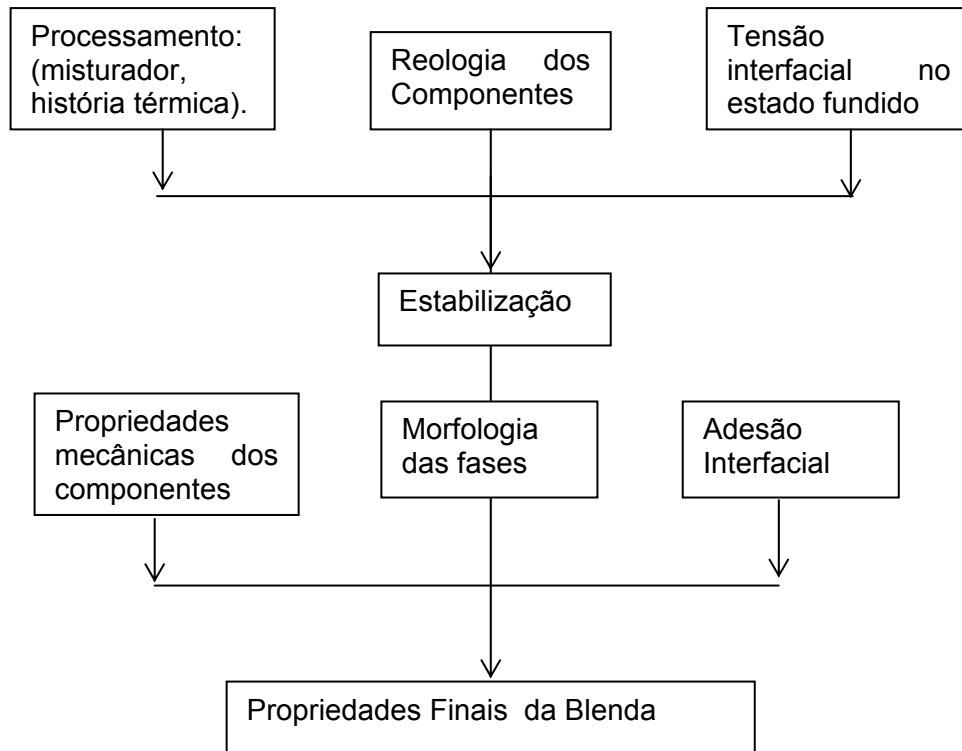 Processamento:
(misturador,
história térmica).
Reologia dos
Componentes
Tensão
interfacial no
estado fundido
Estabilização
Propriedades
mecânicas dos
componentes
Morfologia
das fases
Adesão
Interfacial
Propriedades Finais da Blenda